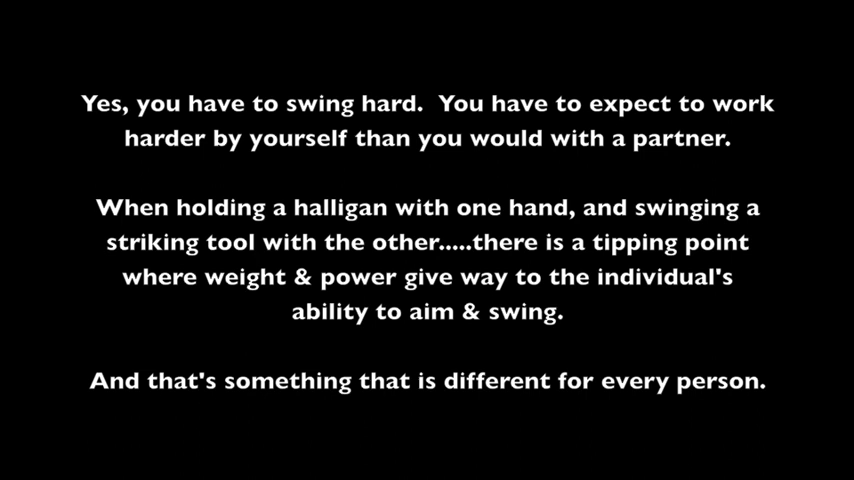 Yes, you have to swing hard.  You have to expect to work
harder by yourself than you would with a partner.
When holding a halligan with one hand, and swinging a
striking tool with the other.....there is a tipping point
where weight & power give way to the individual's
ability to aim & swing.
And that's something that is different for every person.